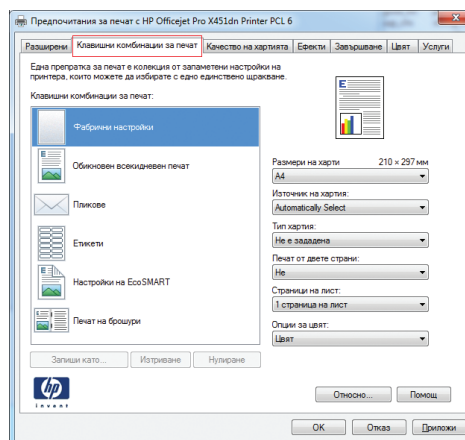 Предпочитания за печат с HP Officejet Pro X451dn Printer PCL 6
Разширени
Клавишни комбинации за печат
Качество на хартията
Ефекти
Завършване
Цвят
Услуги
Една препратка за печат е колекция от запаметени настройки на
принтера, които можете да избирате с едно единствено щракване.
Клавишни комбинации за печат:
Фабрични настройки
Обикновен всекидневен печат
Пликове
Етикети
Настройки на EcoSMART
Печат на брошури
Запиши като...
Изтриване
Нулиране
Размери на харти
210 × 297 мм
A4
Източник на хартия:
Automatically Select
Тип хартия:
Не е зададена
Печат от двете страни:
Не
Страници на лист:
1 страница на лист
Опции за цвят:
Цвят
hp
invent
Относно...
Помощ
OK
Отказ
Приложи